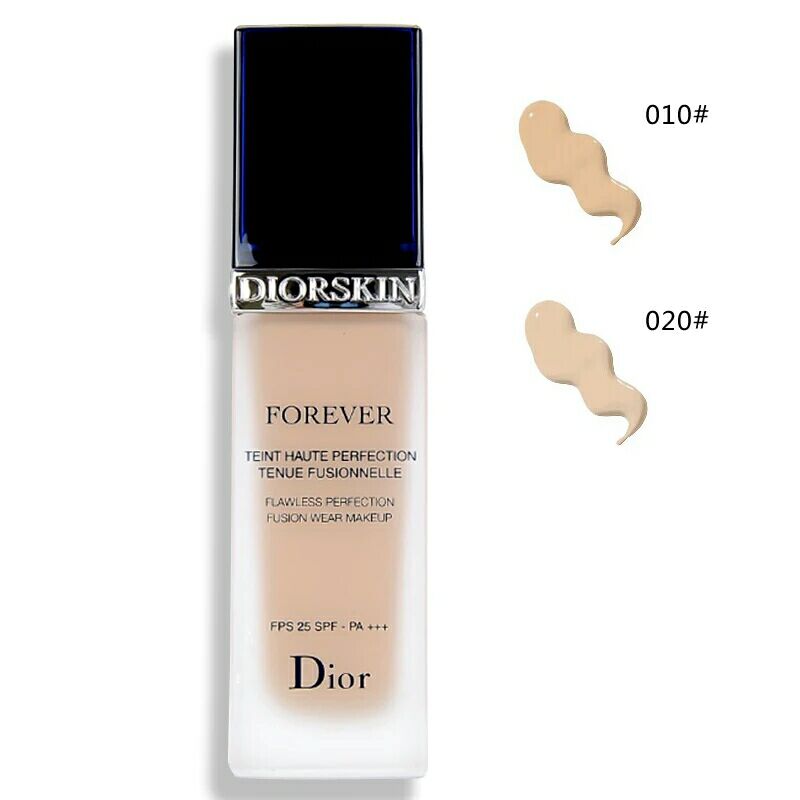 DIORSKIN
FOREVER
TEINT HAUTE PERFECTION
TENUE FUSIONNELLE
FLAWLESS PERFECTION
FUSION WEAR MAKEUP
FPS 25 SPF - PA +++
Dior
010#
020#